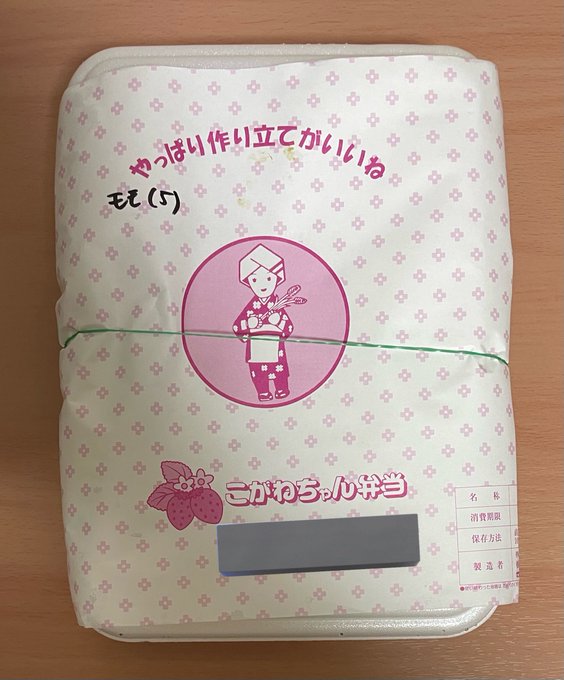 やっぱり作り立てがいいね
モモ(5)
こがわちゃん弁当
名称
消費期限
保存方法
製造者